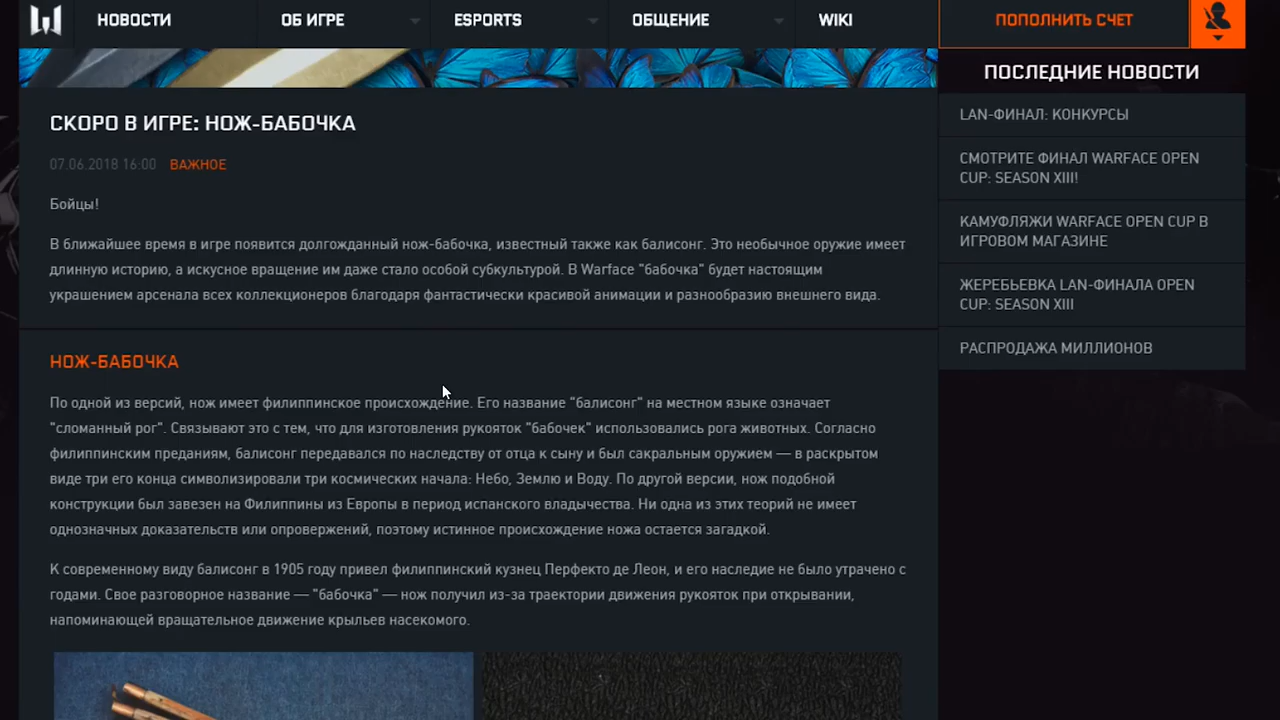 НОВОСТИ
ОБ ИГРЕ
ESPORTS
ОБЩЕНИЕ
WIKI
ПОПОЛНИТЬ СЧЕТ
СКОРО В ИГРЕ: НОЖ-БАБОЧКА
07.06.2018 16:00 ВАЖНОЕ
Бойцы!
В ближайшее время в игре появится долгожданный нож-бабочка, известный также как балисонг. Это необычное оружие имеет
длинную историю, а искусное вращение им даже стало особой субкультурой. В Warface "бабочка" будет настоящим
украшением арсенала всех коллекционеров благодаря фантастически красивой анимации и разнообразию внешнего вида.
НОЖ-БАБОЧКА
По одной из версий, нож имеет филиппинское происхождение. Его название "балисонг" на местном языке означает
"сломанный рог". Связывают это с тем, что для изготовления рукояток "бабочек" использовались рога животных. Согласно
филиппинским преданиям, балисонг передавался по наследству от отца к сыну и был сакральным оружием — в раскрытом
виде три его конца символизировали три космических начала: Небо, Землю и Воду. По другой версии, нож подобной
конструкции был завезен на Филиппины из Европы в период испанского владычества. Ни одна из этих теорий не имеет
однозначных доказательств или опровержений, поэтому истинное происхождение ножа остается загадкой.
К современному виду балисонг в 1905 году привел филиппинский кузнец Перфекто де Леон, и его наследие не было утрачено с
годами. Свое разговорное название — "бабочка" — нож получил из-за траектории движения рукояток при открывании,
напоминающей вращательное движение крыльев насекомого.
ПОСЛЕДНИЕ НОВОСТИ
LAN-ФИНАЛ: КОНКУРСЫ
СМОТРИТЕ ФИНАЛ WARFACE OPEN
CUP: SEASON XIII!
КАМУФЛЯЖИ WARFACE OPEN CUP В
ИГРОВОМ МАГАЗИНЕ
ЖЕРЕБЬЕВКА LAN-ФИНАЛА OPEN
CUP: SEASON XIII
РАСПРОДАЖА МИЛЛИОНОВ